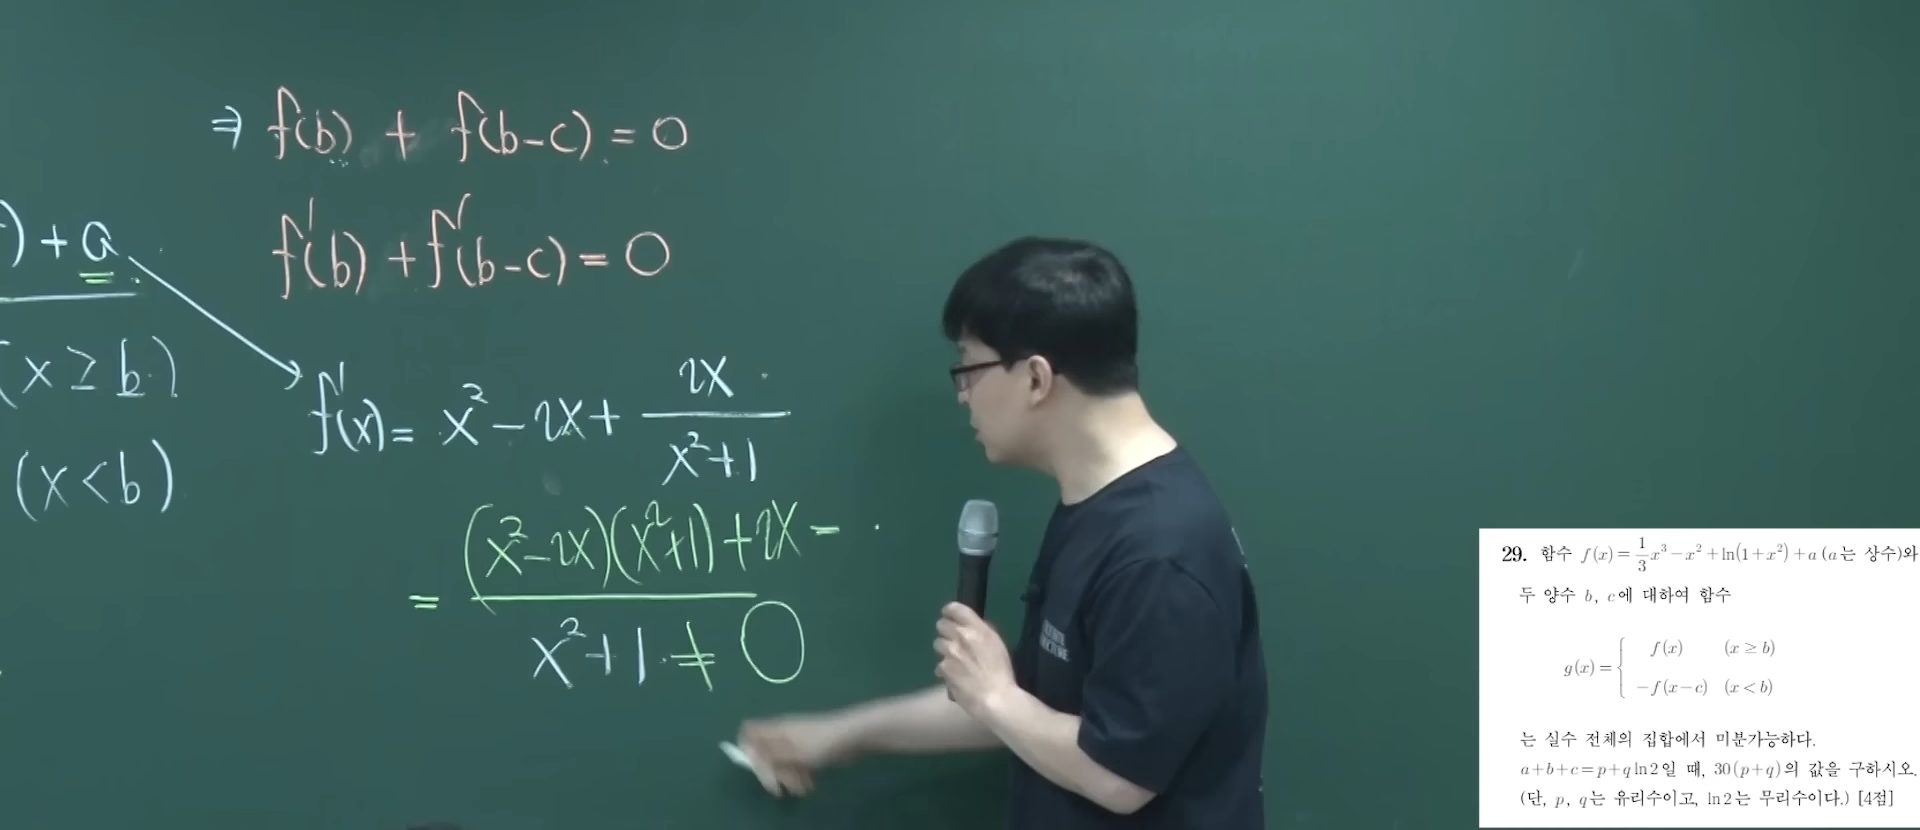 ⇒ f(b) + f(b-c) = 0
f'(b) + f'(b-c) = 0
) + a
(x ≥ b)
(x < b)
f'(x) = x² - 2x + 2x/(x²+1)
= ((x²-2x)(x²+1)+2x)/(x²+1) ≠ 0
29. 함수 f(x) = 1/3 x³ - x² + ln(1+x²) + a (a는 상수)와
두 양수 b, c에 대하여 함수
g(x) = { f(x) (x ≥ b)
-f(x-c) (x < b)
는 실수 전체의 집합에서 미분가능하다.
a+b+c = p+q ln2일 때, 30(p+q)의 값을 구하시오.
(단, p, q는 유리수이고, ln2는 무리수이다.) [4점]